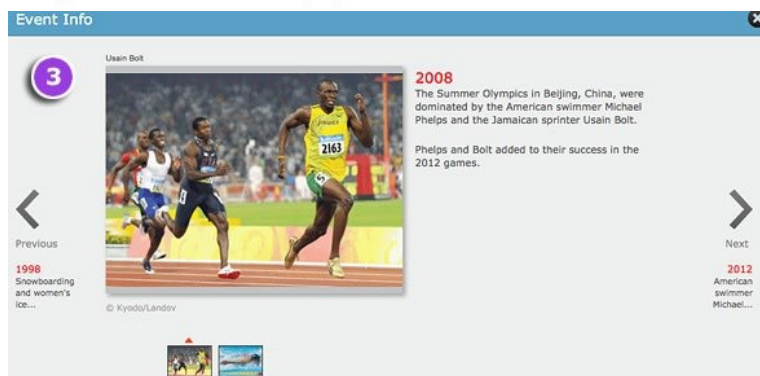 Event Info
3
Usain Bolt
2163
2008
The Summer Olympics in Beijing, China, were
dominated by the American swimmer Michael
Phelps and the Jamaican sprinter Usain Bolt.
Phelps and Bolt added to their success in the
2012 games.
Previous
1998
Snowboarding
and women's
ice...
Next
2012
American
swimmer
Michael...
© Kyodo/Landov